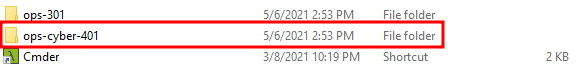 ops-301 5/6/2021 2:53 PM File folder
ops-cyber-401 5/6/2021 2:53 PM File folder
Cmder 3/8/2021 10:19 PM Shortcut 2 KB